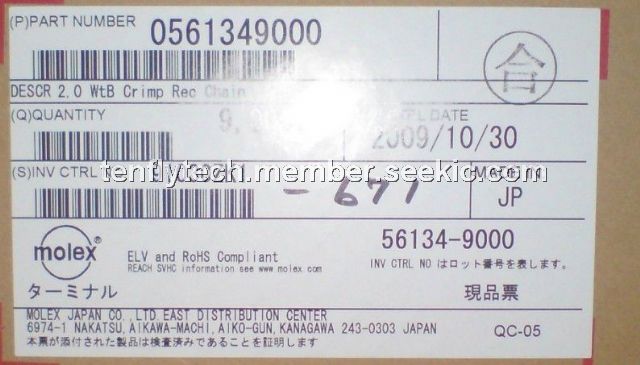 (P)PART NUMBER 0561349000
合
DESCR 2.0 WtB Crimp Rec Chain
(Q)QUANTITY DATE
2009/10/30
(S)INV CTRL
tenflytech.member.seekic.com
-671 JP
molex®
ELV and RoHS Compliant
REACH SVHC information see www.molex.com
56134-9000
INV CTRL NO はロット番号を表します。
ターミナル 現品票
MOLEX JAPAN CO.,LTD EAST DISTRIBUTION CENTER
6974-1 NAKATSU,AIKAWA-MACHI,AIKO-GUN,KANAGAWA 243-0303 JAPAN
QC-05
本票が添付された製品は検査済みであることを証明します